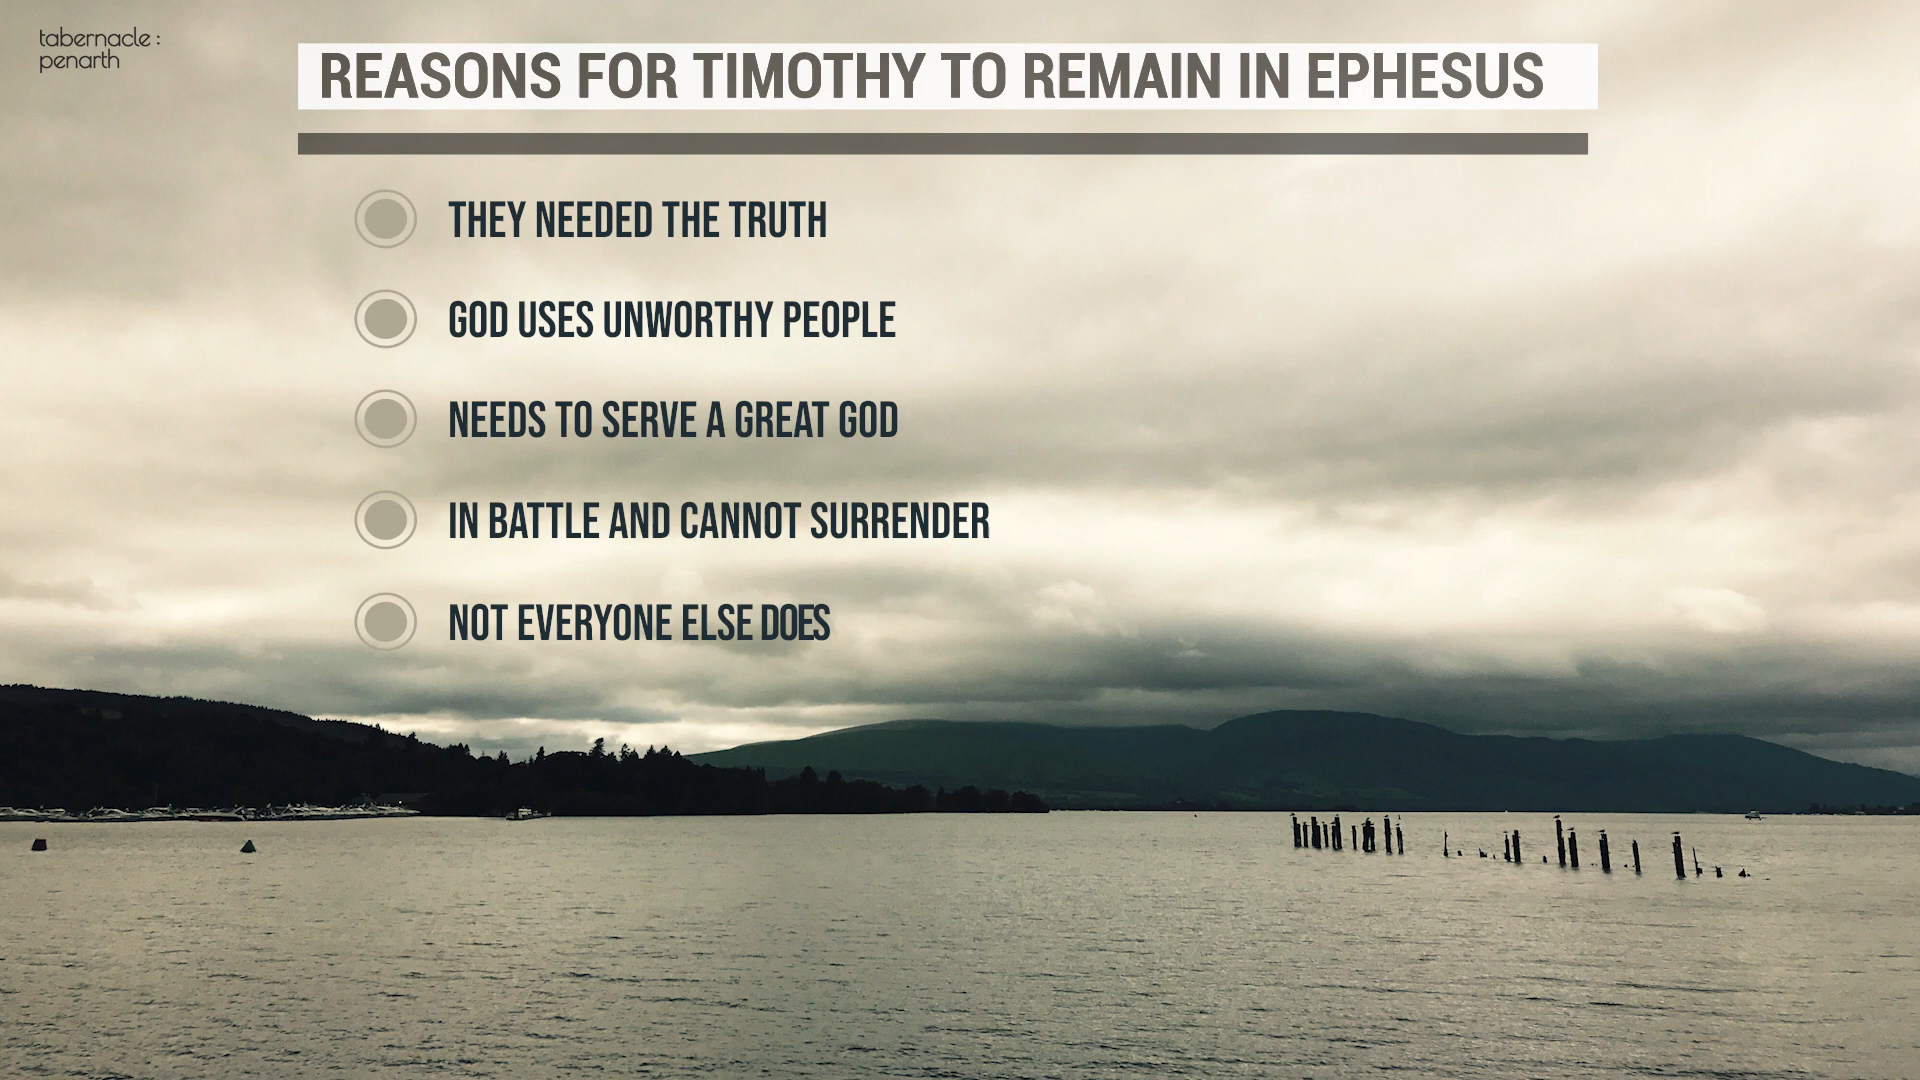 tabernacle :
penarth
REASONS FOR TIMOTHY TO REMAIN IN EPHESUS
THEY NEEDED THE TRUTH
GOD USES UNWORTHY PEOPLE
NEEDS TO SERVE A GREAT GOD
IN BATTLE AND CANNOT SURRENDER
NOT EVERYONE ELSE DOES